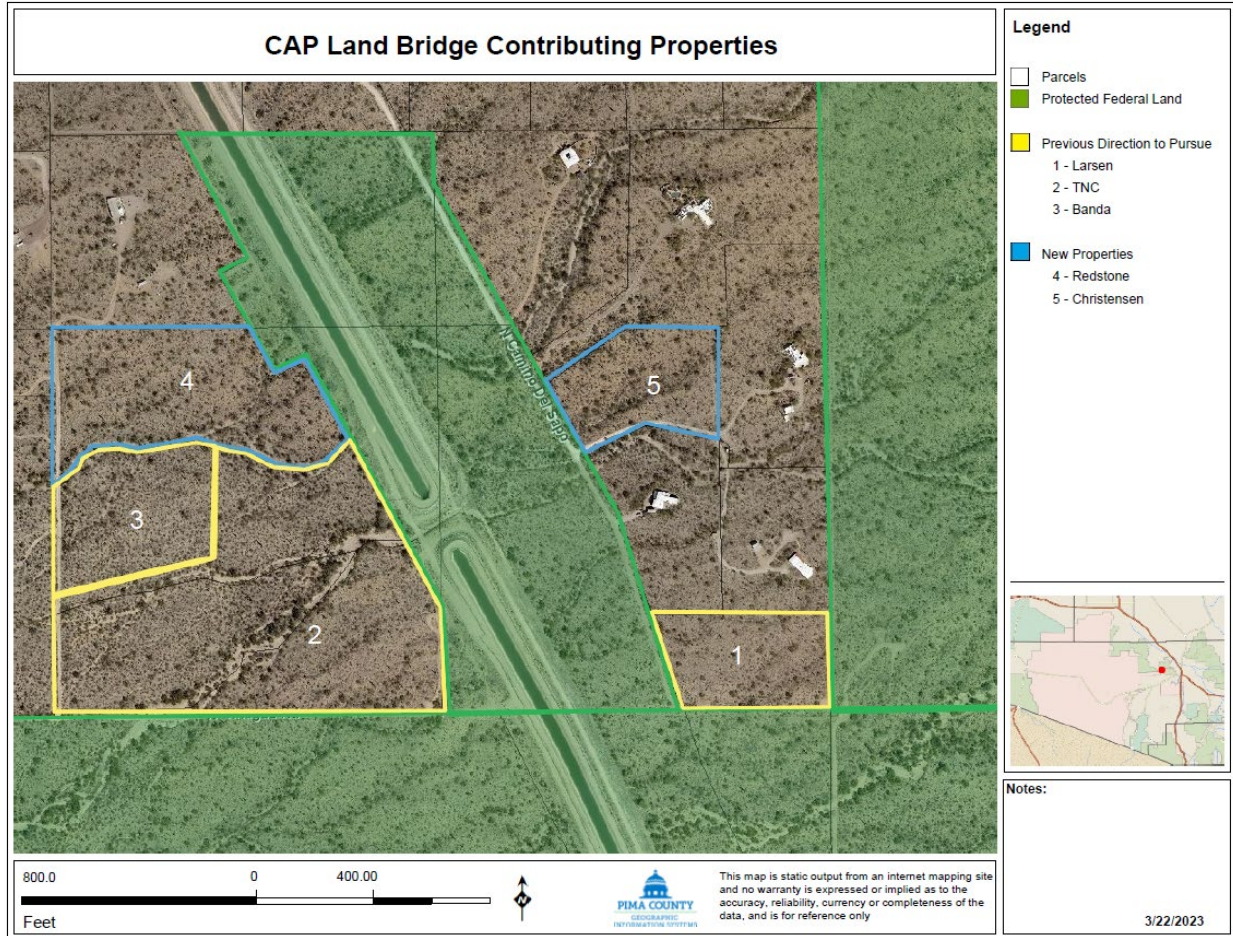 CAP Land Bridge Contributing Properties
Legend
Parcels
Protected Federal Land
Previous Direction to Pursue
1 - Larsen
2 - TNC
3 - Banda
New Properties
4 - Redstone
5 - Christensen
N Camino Del Sapo
4
5
3
2
1
Notes:
3/22/2023
800.0
0
400.00
Feet
N
PIMA COUNTY
GEOGRAPHIC
INFORMATION SYSTEMS
This map is static output from an internet mapping site
and no warranty is expressed or implied as to the
accuracy, reliability, currency or completeness of the
data, and is for reference only